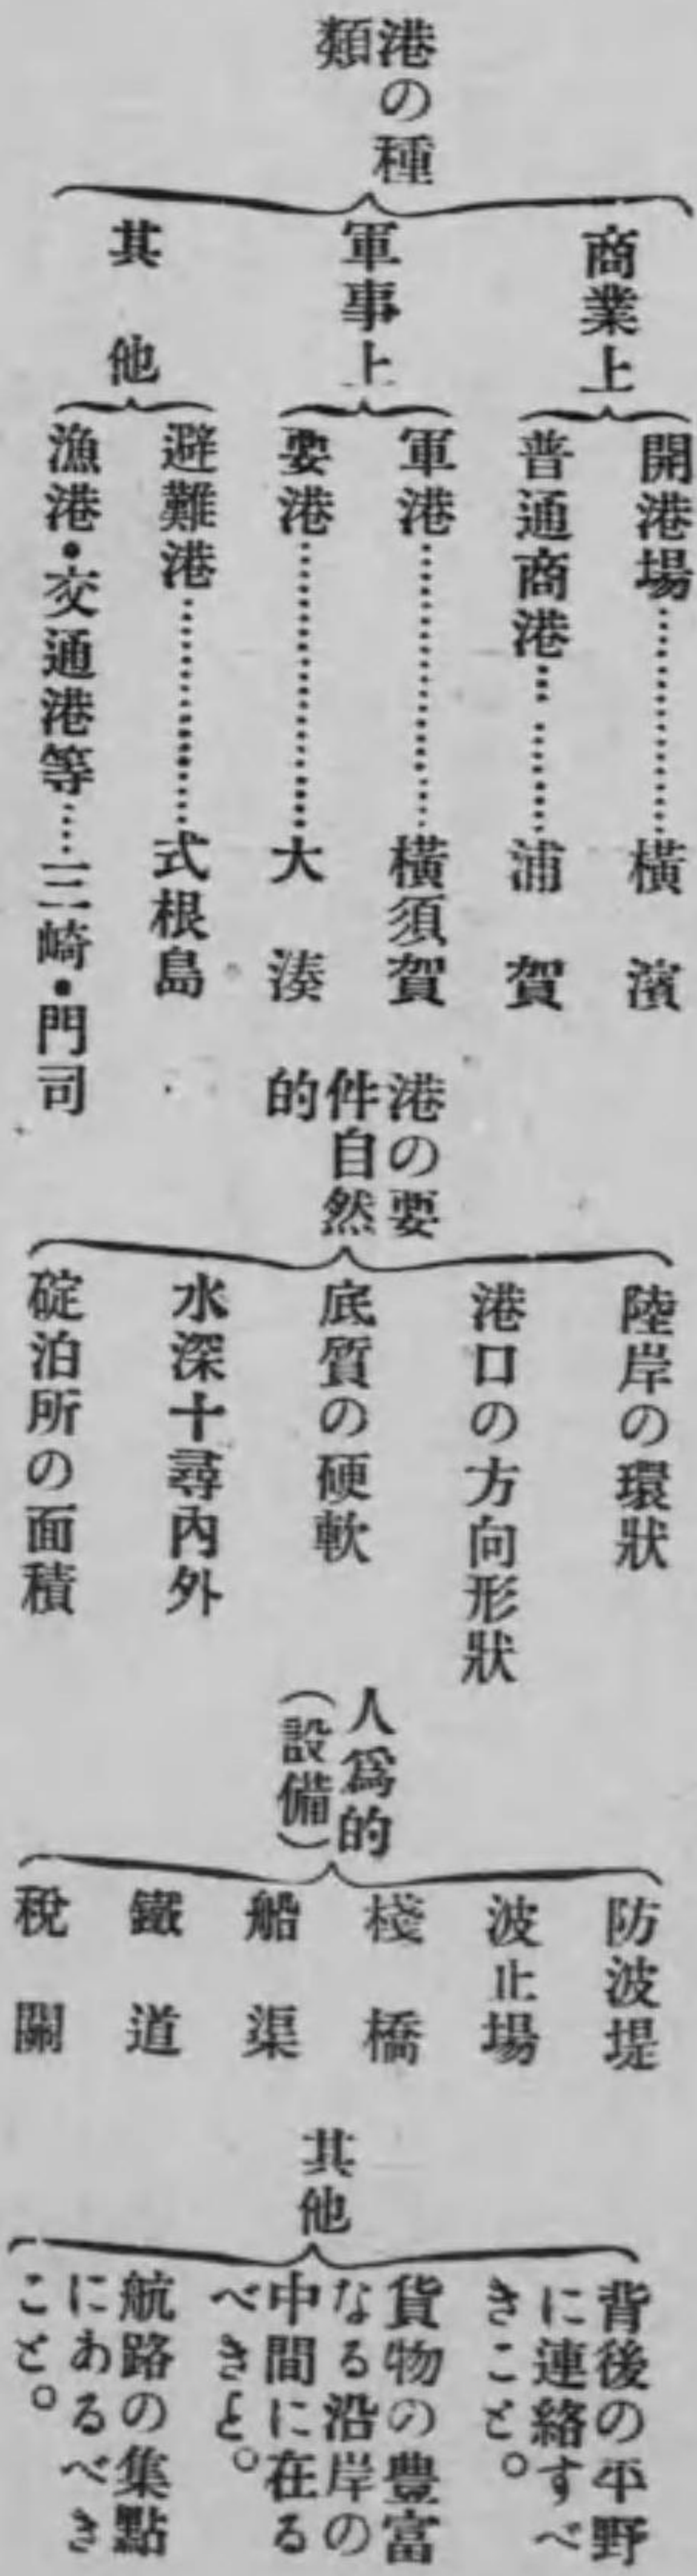 港の種
類
商業上
開港場…………橫濱
普通商港…………浦賀
軍事上
軍港…………橫須賀
要港…………大湊
其他
避難港…………式根島
漁港・交通港等……三崎・門司
港の要
件自然
的
陸岸の環狀
港口の方向形狀
底質の硬軟
水深十尋內外
碇泊所の面積
人爲的
(設備)
防波堤
波止場
棧橋
船渠
鐵道
稅關
其他
背後の平野
に連絡すべ
きこと。
貨物の豊富
なる沿岸の
中間に在る
べきと。
航路の集點
にあるべき
こと。